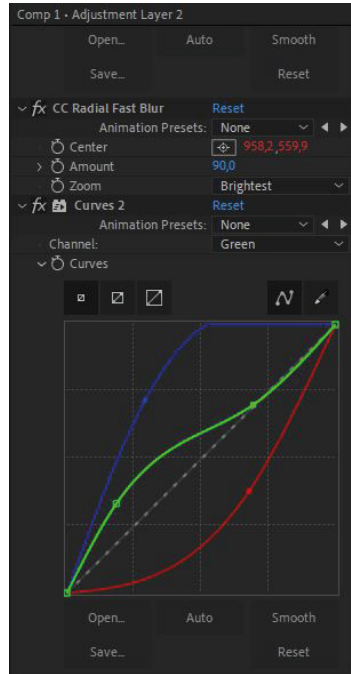 Comp 1 • Adjustment Layer 2
Open... Auto Smooth
Save... Reset
fx CC Radial Fast Blur Reset
Animation Presets: None
Center 958,2,559,9
Amount 90,0
Zoom Brightest
fx Curves 2 Reset
Animation Presets: None
Channel: Green
Curves
Open... Auto Smooth
Save... Reset